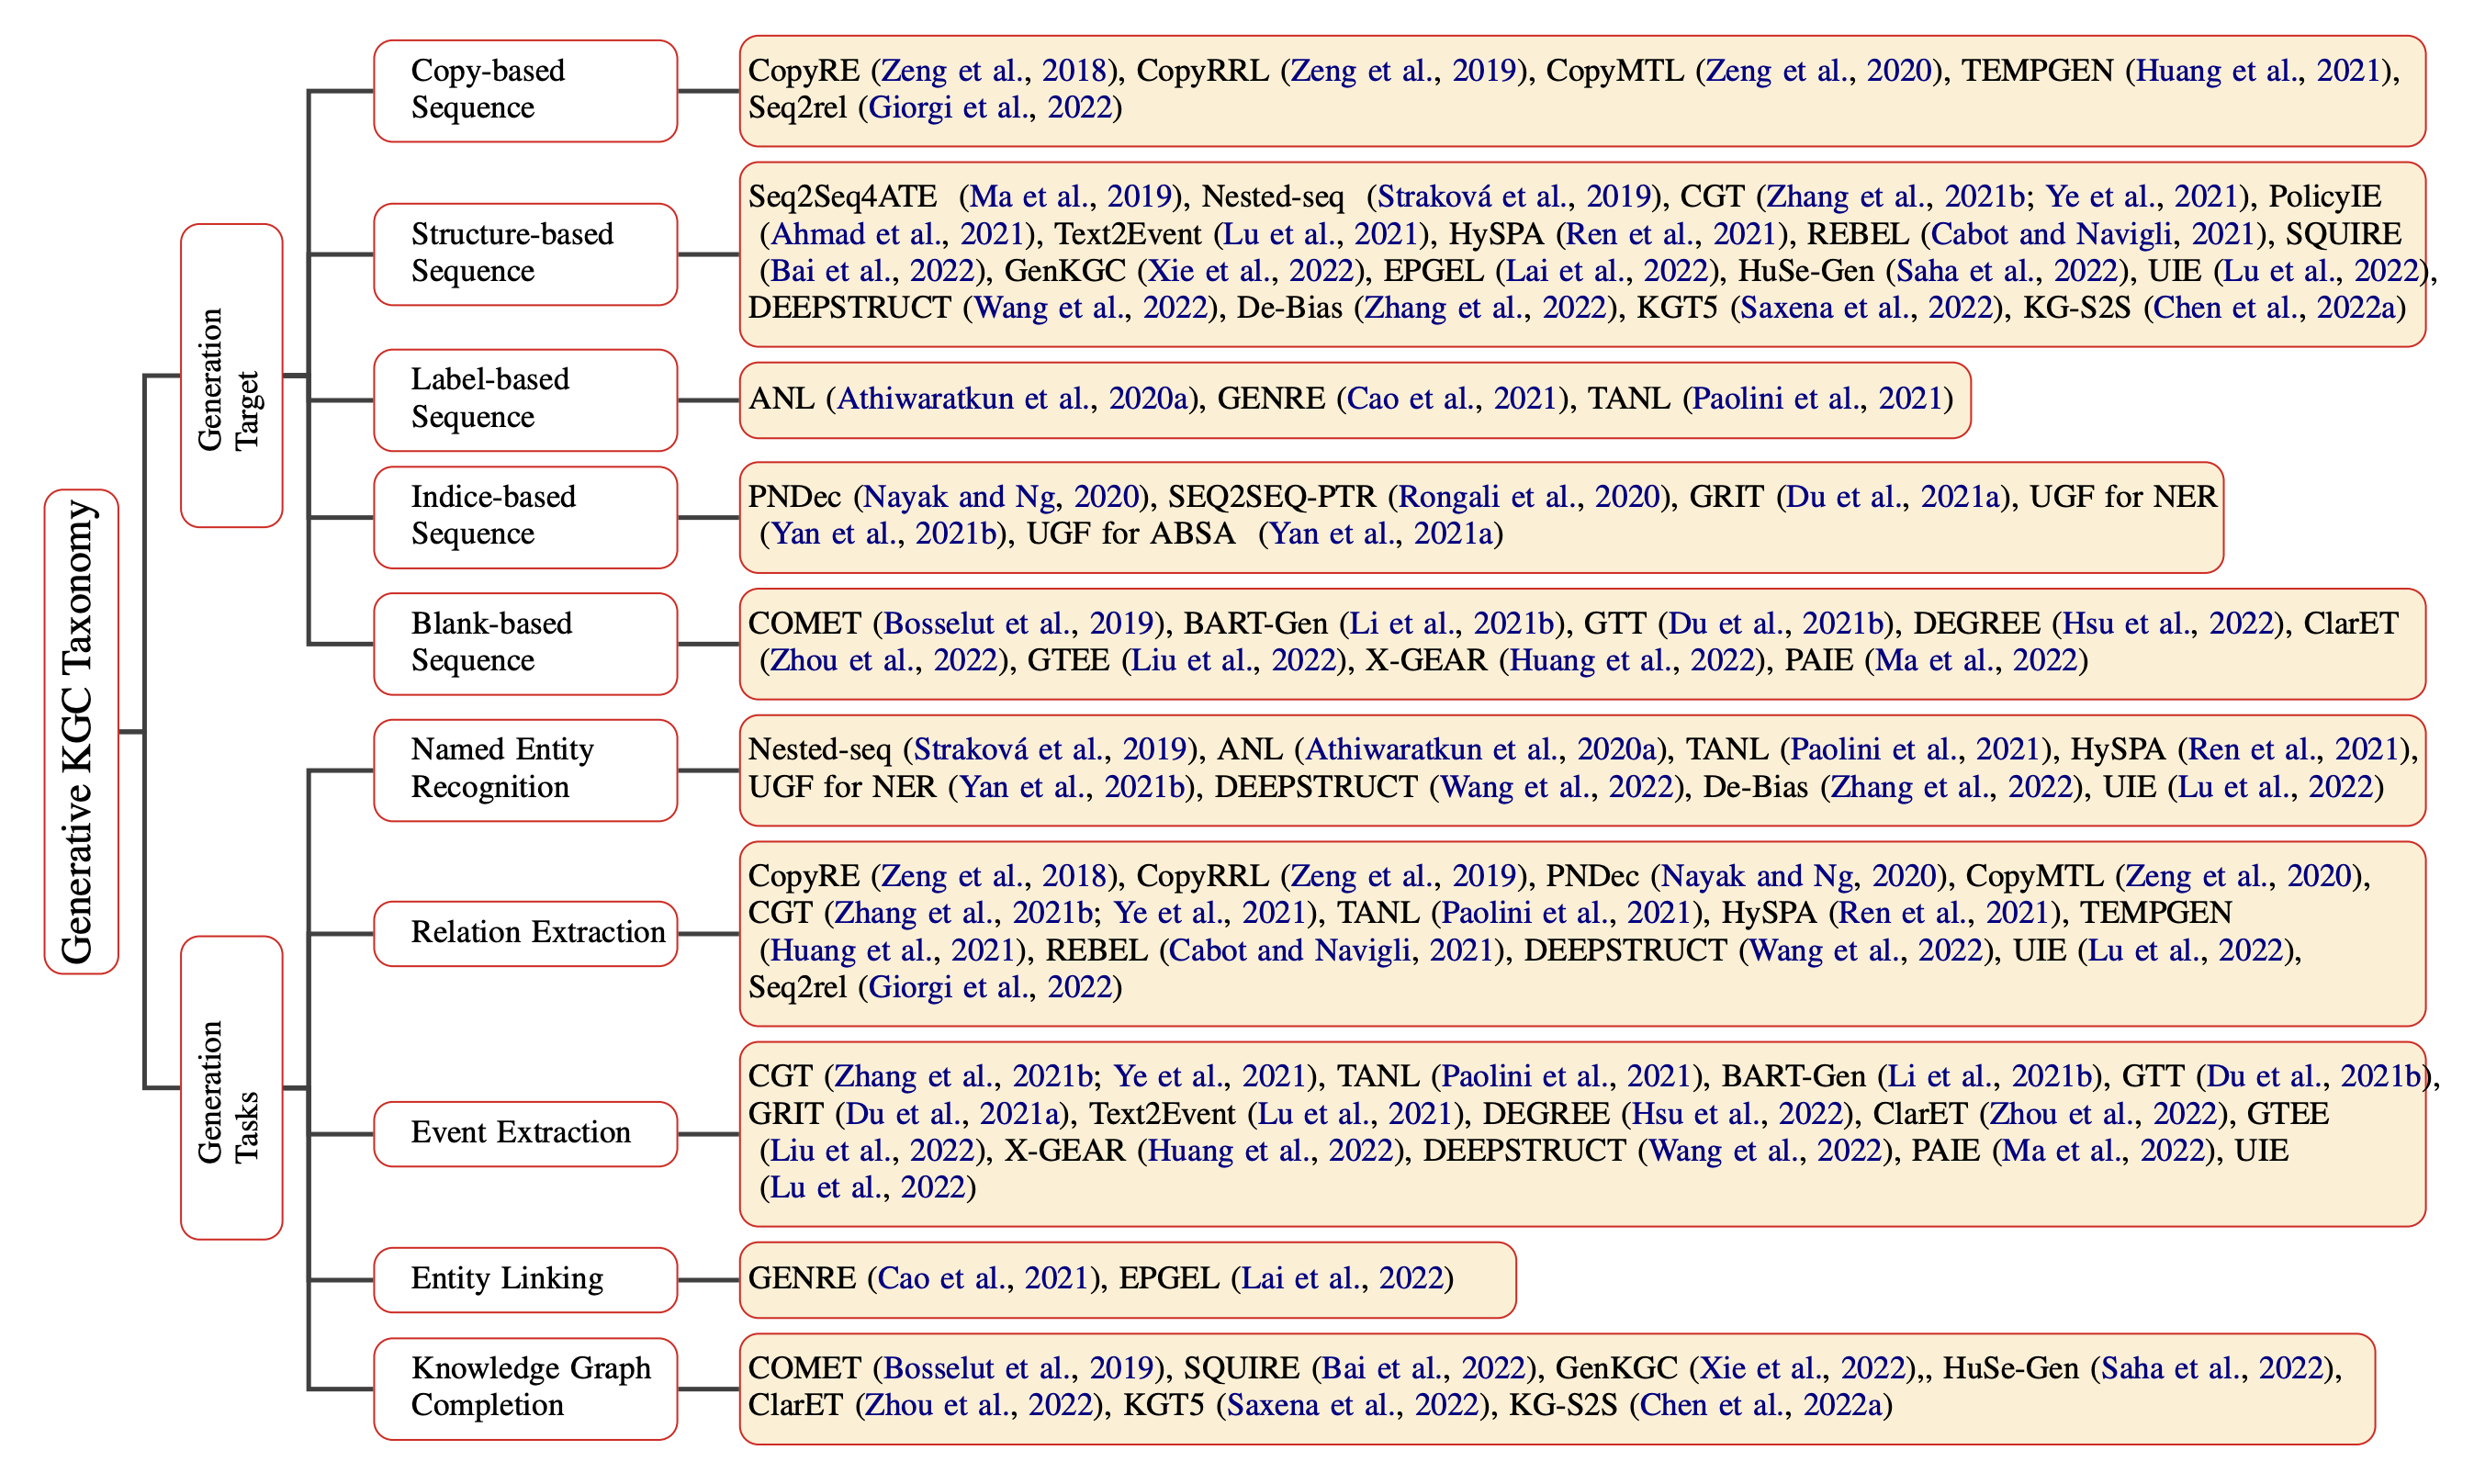 Generative KGC Taxonomy
Generation
Target
Copy-based
Sequence
CopyRE (Zeng et al., 2018), CopyRRL (Zeng et al., 2019), CopyMTL (Zeng et al., 2020), TEMPGEN (Huang et al., 2021),
Seq2rel (Giorgi et al., 2022)
Structure-based
Sequence
Seq2Seq4ATE (Ma et al., 2019), Nested-seq (Straková et al., 2019), CGT (Zhang et al., 2021b; Ye et al., 2021), PolicyIE
(Ahmad et al., 2021), Text2Event (Lu et al., 2021), HySPA (Ren et al., 2021), REBEL (Cabot and Navigli, 2021), SQUIRE
(Bai et al., 2022), GenKGC (Xie et al., 2022), EPGEL (Lai et al., 2022), HuSe-Gen (Saha et al., 2022), UIE (Lu et al., 2022),
DEEPSTRUCT (Wang et al., 2022), De-Bias (Zhang et al., 2022), KGT5 (Saxena et al., 2022), KG-S2S (Chen et al., 2022a)
Label-based
Sequence
ANL (Athiwaratkun et al., 2020a), GENRE (Cao et al., 2021), TANL (Paolini et al., 2021)
Indice-based
Sequence
PNDec (Nayak and Ng, 2020), SEQ2SEQ-PTR (Rongali et al., 2020), GRIT (Du et al., 2021a), UGF for NER
(Yan et al., 2021b), UGF for ABSA (Yan et al., 2021a)
Blank-based
Sequence
COMET (Bosselut et al., 2019), BART-Gen (Li et al., 2021b), GTT (Du et al., 2021b), DEGREE (Hsu et al., 2022), ClarET
(Zhou et al., 2022), GTEE (Liu et al., 2022), X-GEAR (Huang et al., 2022), PAIE (Ma et al., 2022)
Generation
Tasks
Named Entity
Recognition
Nested-seq (Straková et al., 2019), ANL (Athiwaratkun et al., 2020a), TANL (Paolini et al., 2021), HySPA (Ren et al., 2021),
UGF for NER (Yan et al., 2021b), DEEPSTRUCT (Wang et al., 2022), De-Bias (Zhang et al., 2022), UIE (Lu et al., 2022)
Relation Extraction
CopyRE (Zeng et al., 2018), CopyRRL (Zeng et al., 2019), PNDec (Nayak and Ng, 2020), CopyMTL (Zeng et al., 2020),
CGT (Zhang et al., 2021b; Ye et al., 2021), TANL (Paolini et al., 2021), HySPA (Ren et al., 2021), TEMPGEN
(Huang et al., 2021), REBEL (Cabot and Navigli, 2021), DEEPSTRUCT (Wang et al., 2022), UIE (Lu et al., 2022),
Seq2rel (Giorgi et al., 2022)
Event Extraction
CGT (Zhang et al., 2021b; Ye et al., 2021), TANL (Paolini et al., 2021), BART-Gen (Li et al., 2021b), GTT (Du et al., 2021b),
GRIT (Du et al., 2021a), Text2Event (Lu et al., 2021), DEGREE (Hsu et al., 2022), ClarET (Zhou et al., 2022), GTEE
(Liu et al., 2022), X-GEAR (Huang et al., 2022), DEEPSTRUCT (Wang et al., 2022), PAIE (Ma et al., 2022), UIE
(Lu et al., 2022)
Entity Linking
GENRE (Cao et al., 2021), EPGEL (Lai et al., 2022)
Knowledge Graph
Completion
COMET (Bosselut et al., 2019), SQUIRE (Bai et al., 2022), GenKGC (Xie et al., 2022),, HuSe-Gen (Saha et al., 2022),
ClarET (Zhou et al., 2022), KGT5 (Saxena et al., 2022), KG-S2S (Chen et al., 2022a)